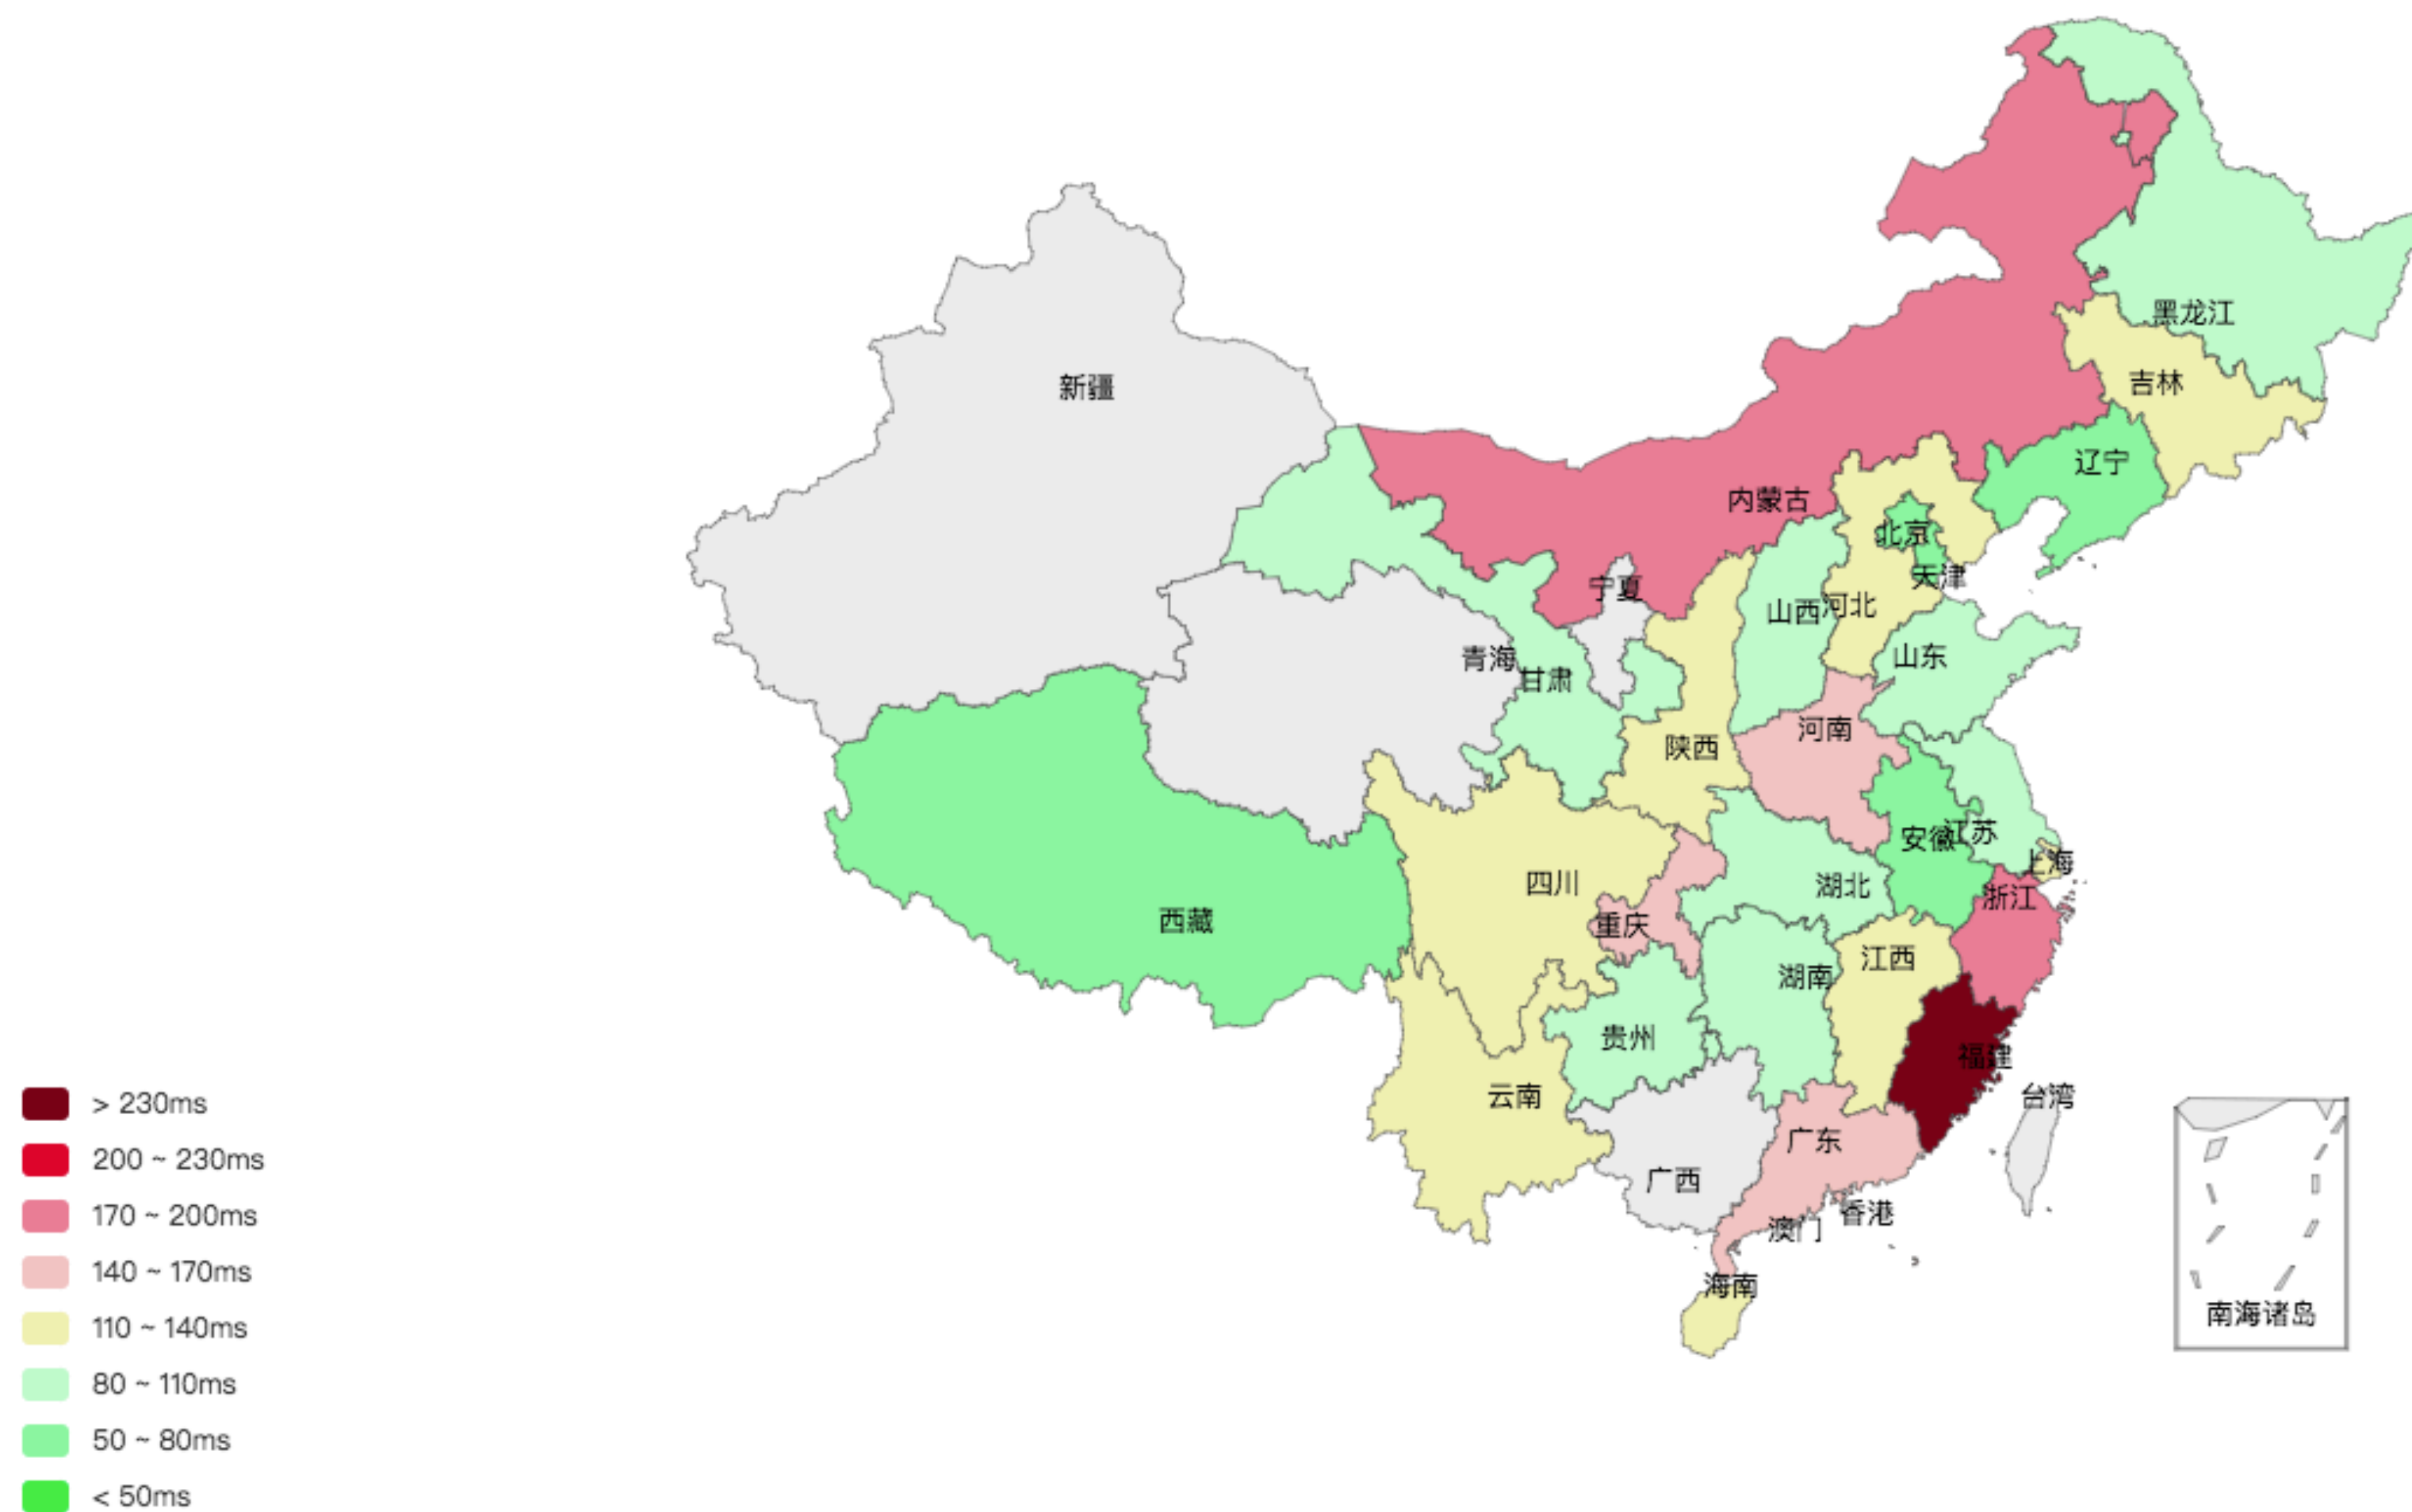 黑龙江
新疆
吉林
辽宁
内蒙古
北京
天津
宁夏
山西
河北
青海
甘肃
山东
河南
陕西
安徽
江苏
上海
四川
湖北
浙江
西藏
重庆
江西
湖南
贵州
福建
云南
台湾
广东
广西
香港
澳门
海南
南海诸岛
> 230ms
200 ~ 230ms
170 ~ 200ms
140 ~ 170ms
110 ~ 140ms
80 ~ 110ms
50 ~ 80ms
< 50ms